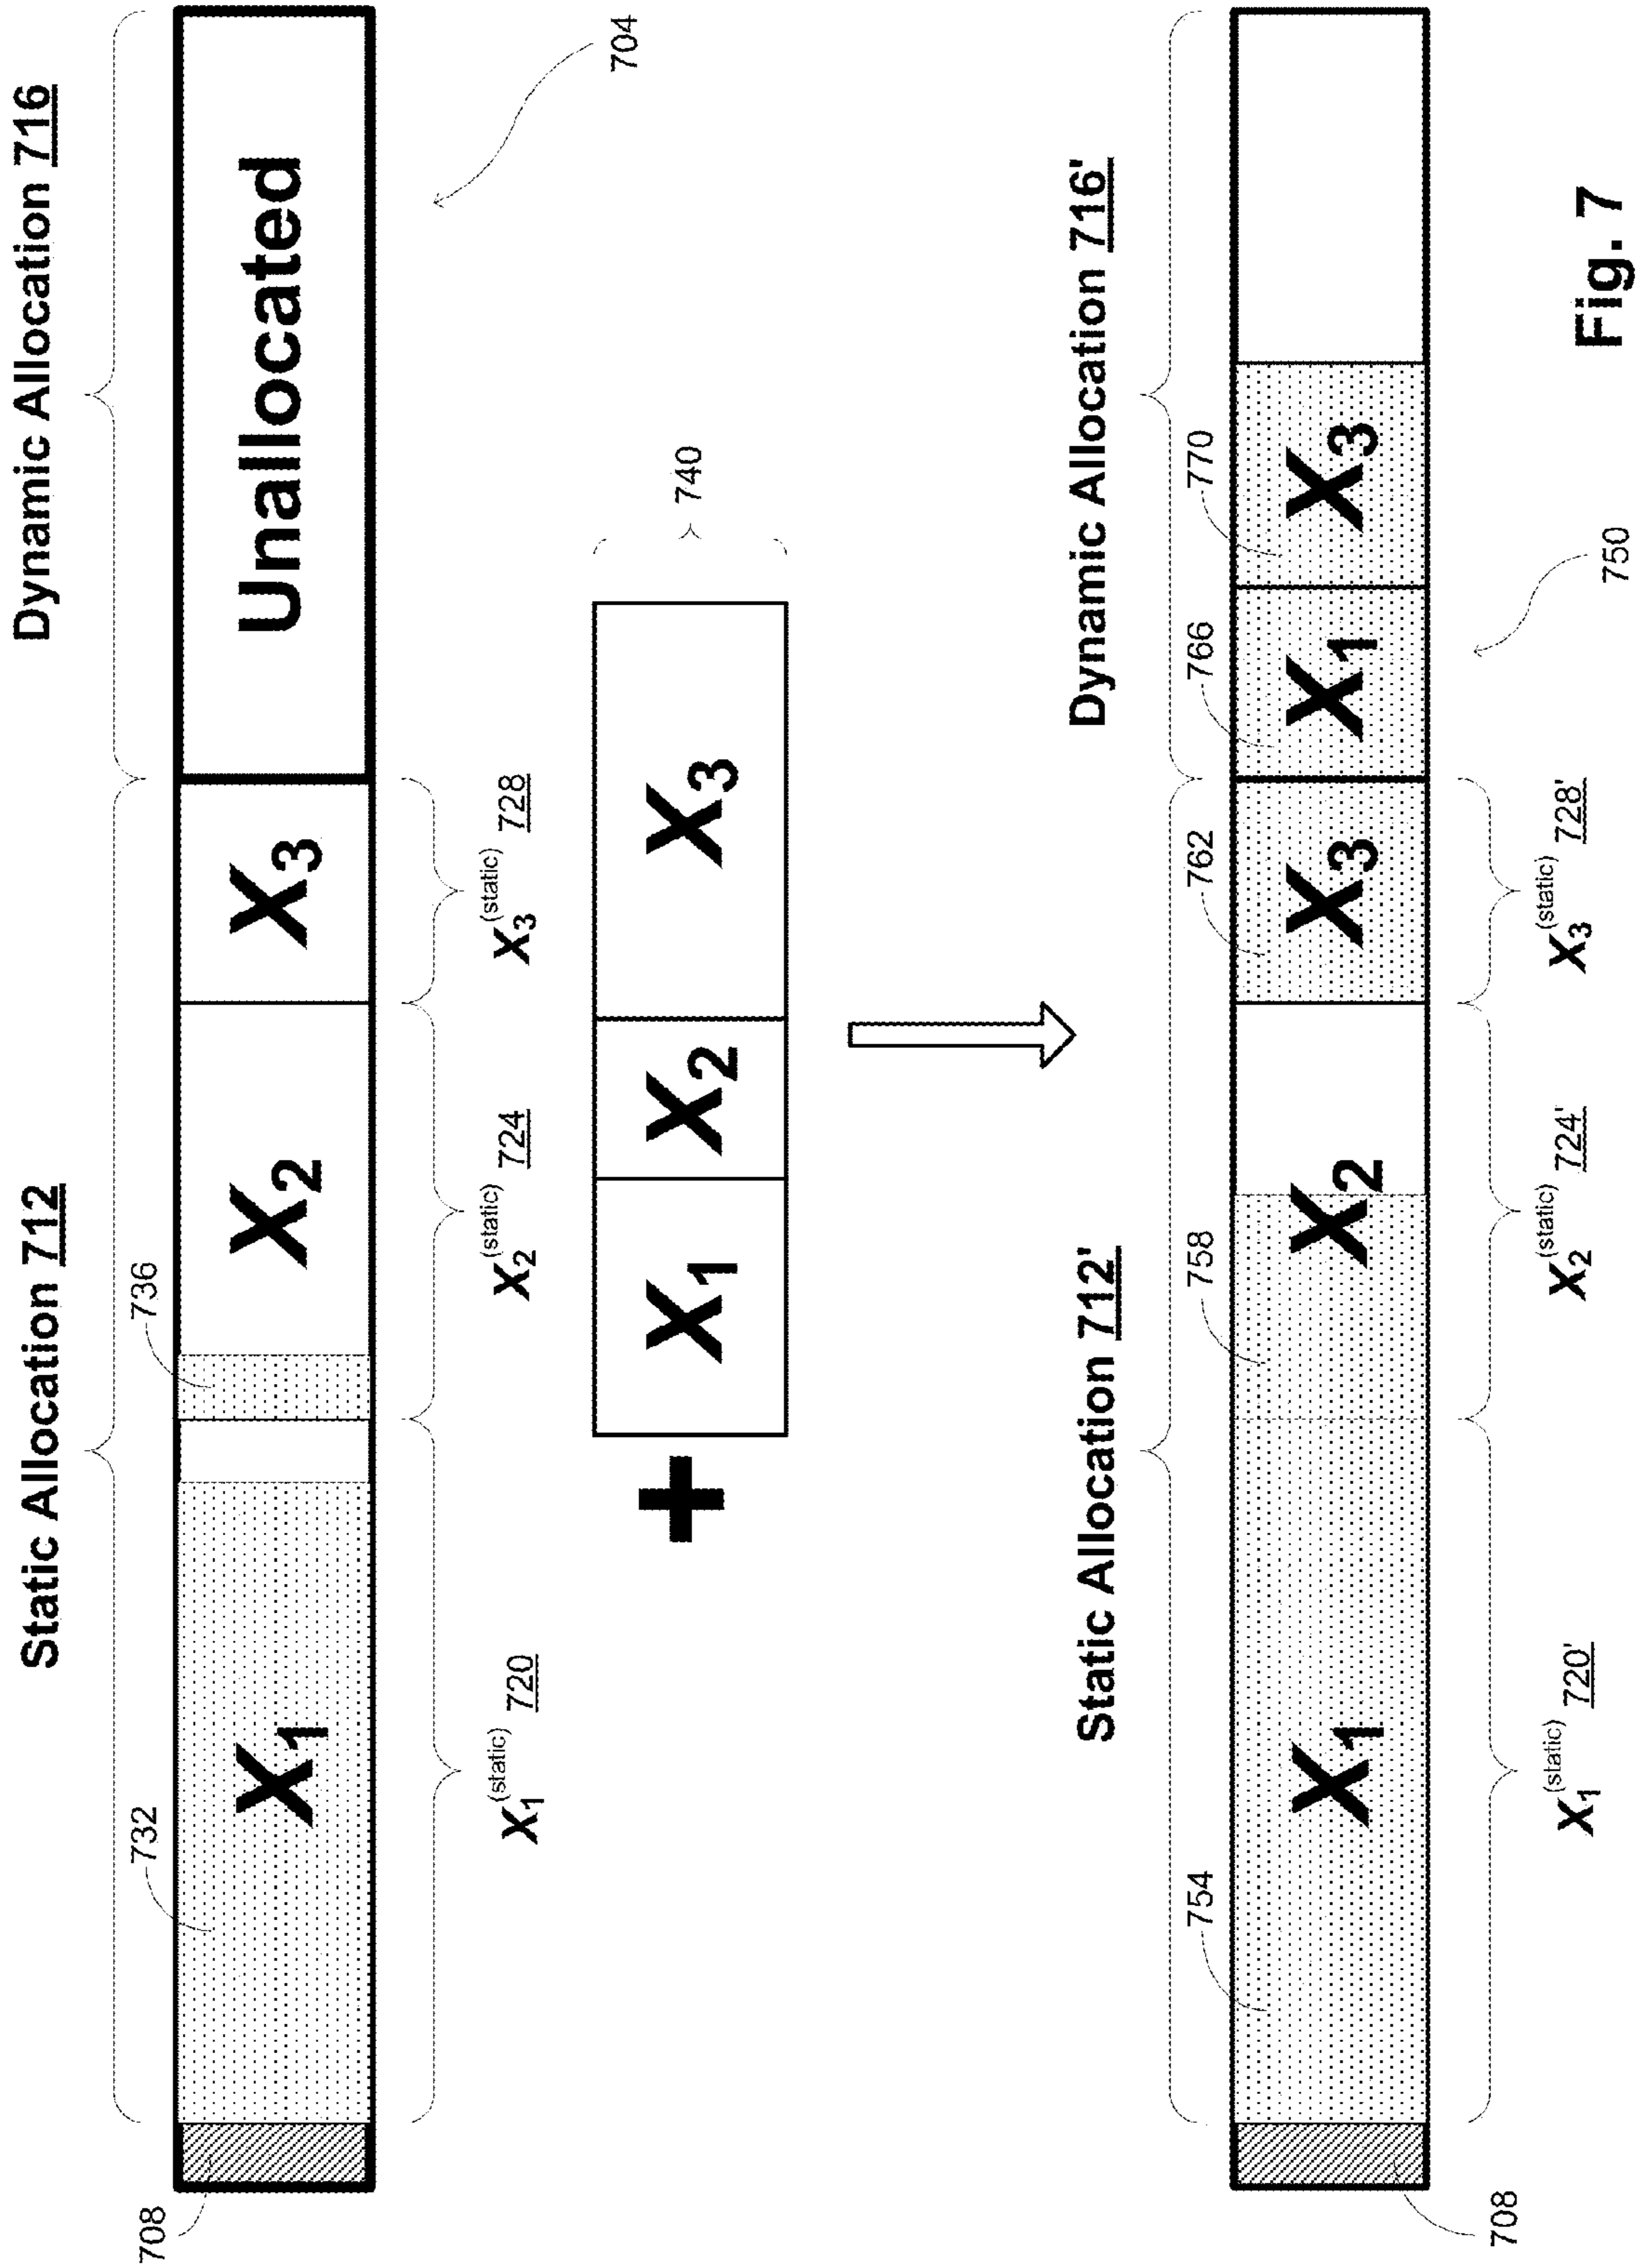 Static Allocation 712 Dynamic Allocation 716
732 736
708 X1 X2 X3 Unallocated
X1(static) 720 X2(static) 724 X3(static) 728
704
+ X1 X2 X3 740
Static Allocation 712' Dynamic Allocation 716'
754 758 762 766 770
X1 X2 X3 X1 X3
708 X1(static) 720' X2(static) 724' X3(static) 728' 750
Fig. 7